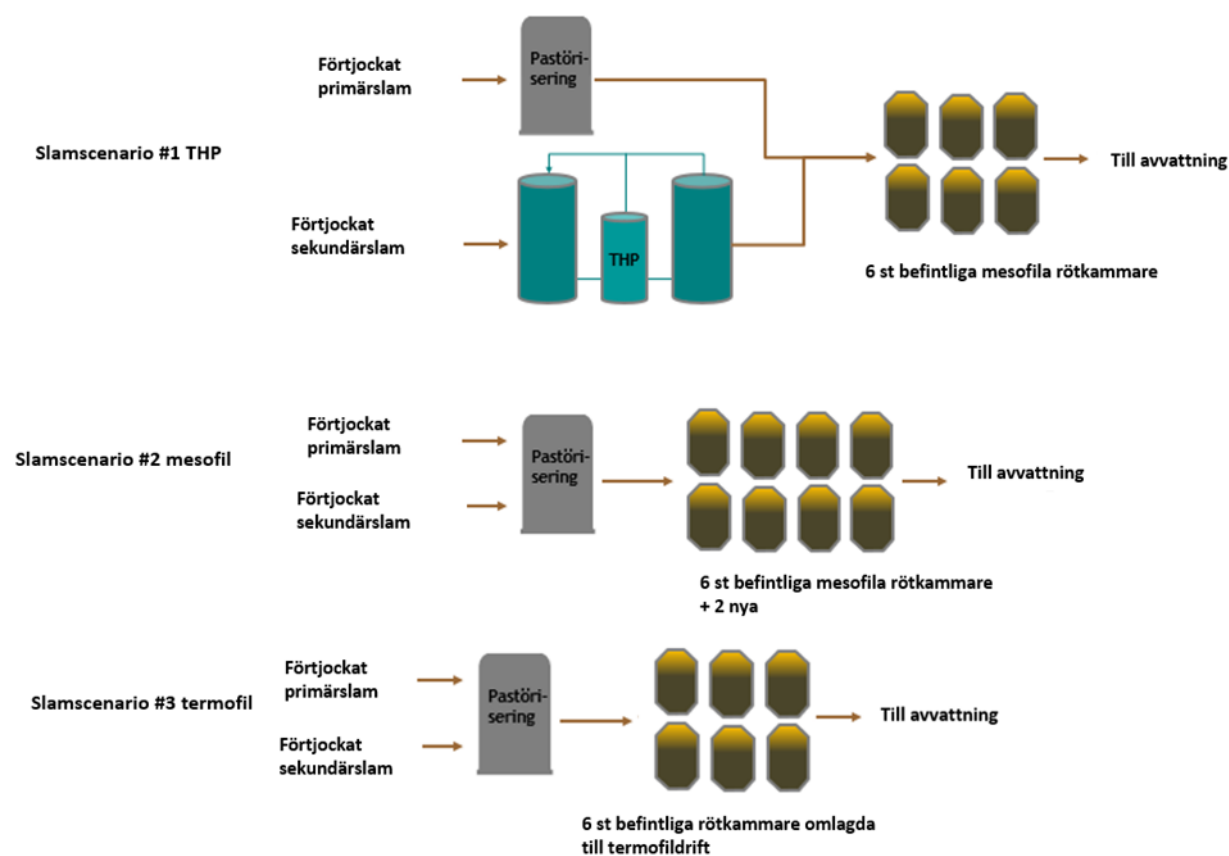 Förtjockat
primärslam
Pastöri-
sering
Slamscenario #1 THP
Till avvattning
Förtjockat
sekundärslam
THP
6 st befintliga mesofila rötkammare
Förtjockat
primärslam
Slamscenario #2 mesofil
Pastöri-
sering
Till avvattning
Förtjockat
sekundärslam
6 st befintliga mesofila rötkammare
+ 2 nya
Förtjockat
primärslam
Slamscenario #3 termofil
Pastöri-
sering
Till avvattning
Förtjockat
sekundärslam
6 st befintliga rötkammare omlagda
till termofildrift